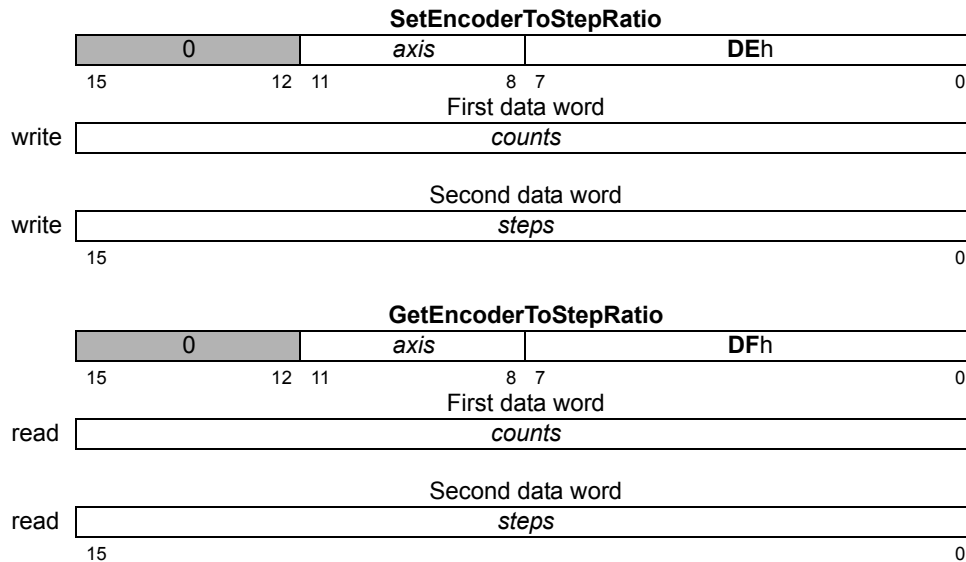 SetEncoderToStepRatio
0 axis DEh
15 12 11 8 7 0
First data word
write counts
Second data word
write steps
15 0
GetEncoderToStepRatio
0 axis DFh
15 12 11 8 7 0
First data word
read counts
Second data word
read steps
15 0